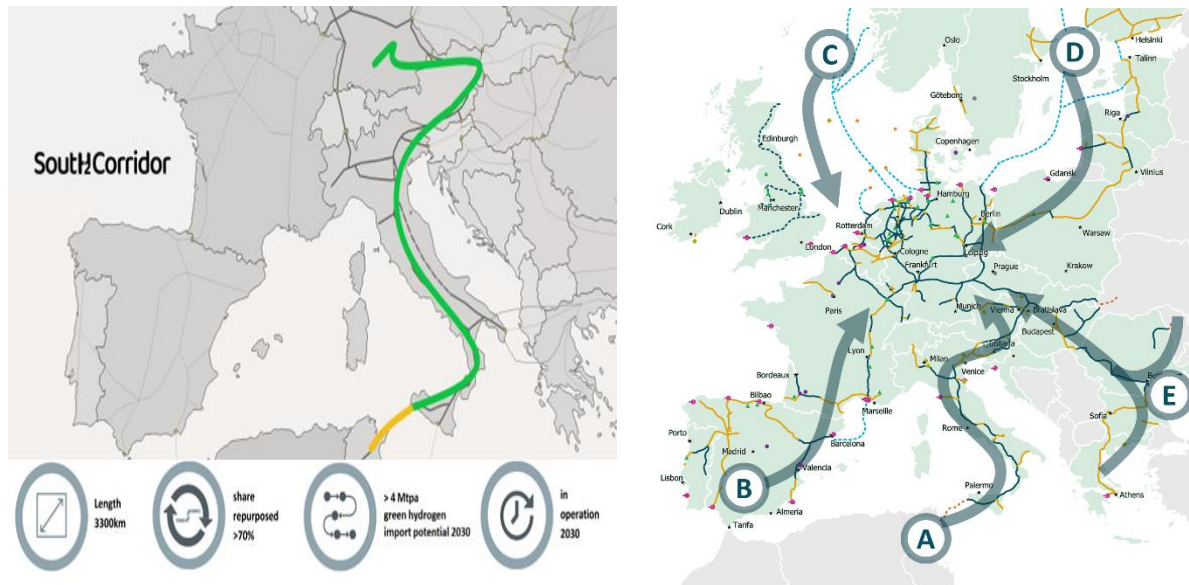 SoutH2Corridor
Length
3300km
share
repurposed
>70%
> 4 Mtpa
green hydrogen
import potential 2030
in
operation
2030
C
D
Oslo
Helsinki
Talinn
Stockholm
Göteborg
Riga
Edinburgh
Copenhagen
Vilnius
Gdansk
Dublin
Manchester
Hamburg
Cork
Rotterdam
Berlin
Warsaw
London
Cologne
Leipzig
Frankfurt
Prague
Krakow
Paris
Munich
Vienna
Bratislava
Budapest
Lyon
Milan
Venice
Bordeaux
E
Bilbao
Marseille
Sofia
Porto
Rome
Barcelona
Madrid
B
Valencia
Lisbon
Palermo
Athens
Almeria
A
Tarifa